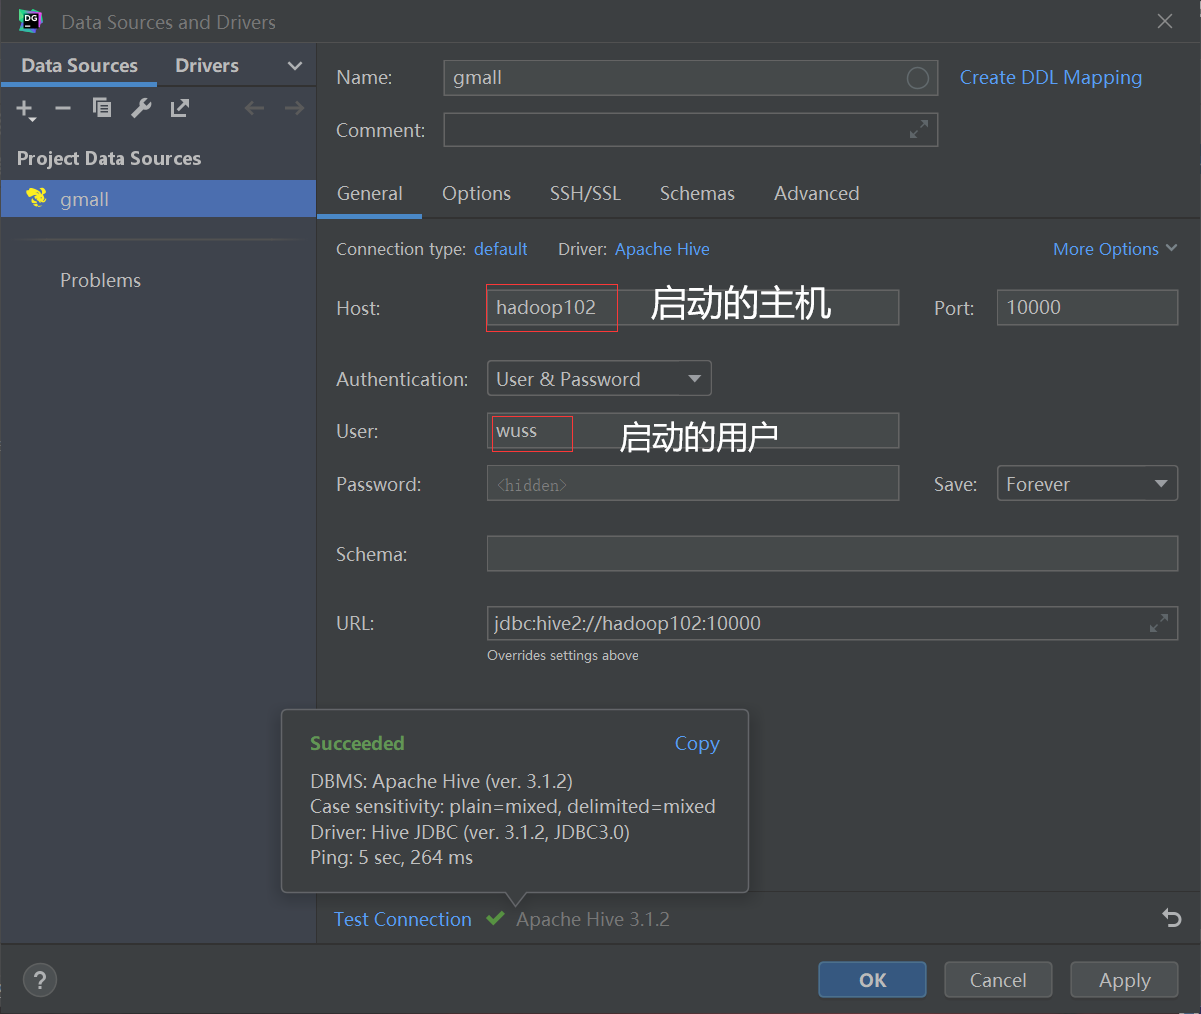 DG
Data Sources and Drivers
Data Sources
Drivers
Project Data Sources
gmall
Problems
Name:
gmall
Create DDL Mapping
Comment:
General
Options
SSH/SSL
Schemas
Advanced
Connection type: default
Driver: Apache Hive
More Options
Host:
hadoop102
启动的主机
Port:
10000
Authentication:
User & Password
User:
wuss
启动的用户
Password:
<hidden>
Save:
Forever
Schema:
URL:
jdbc:hive2://hadoop102:10000
Overrides settings above
Succeeded
Copy
DBMS: Apache Hive (ver. 3.1.2)
Case sensitivity: plain=mixed, delimited=mixed
Driver: Hive JDBC (ver. 3.1.2, JDBC3.0)
Ping: 5 sec, 264 ms
Test Connection
Apache Hive 3.1.2
?
OK
Cancel
Apply